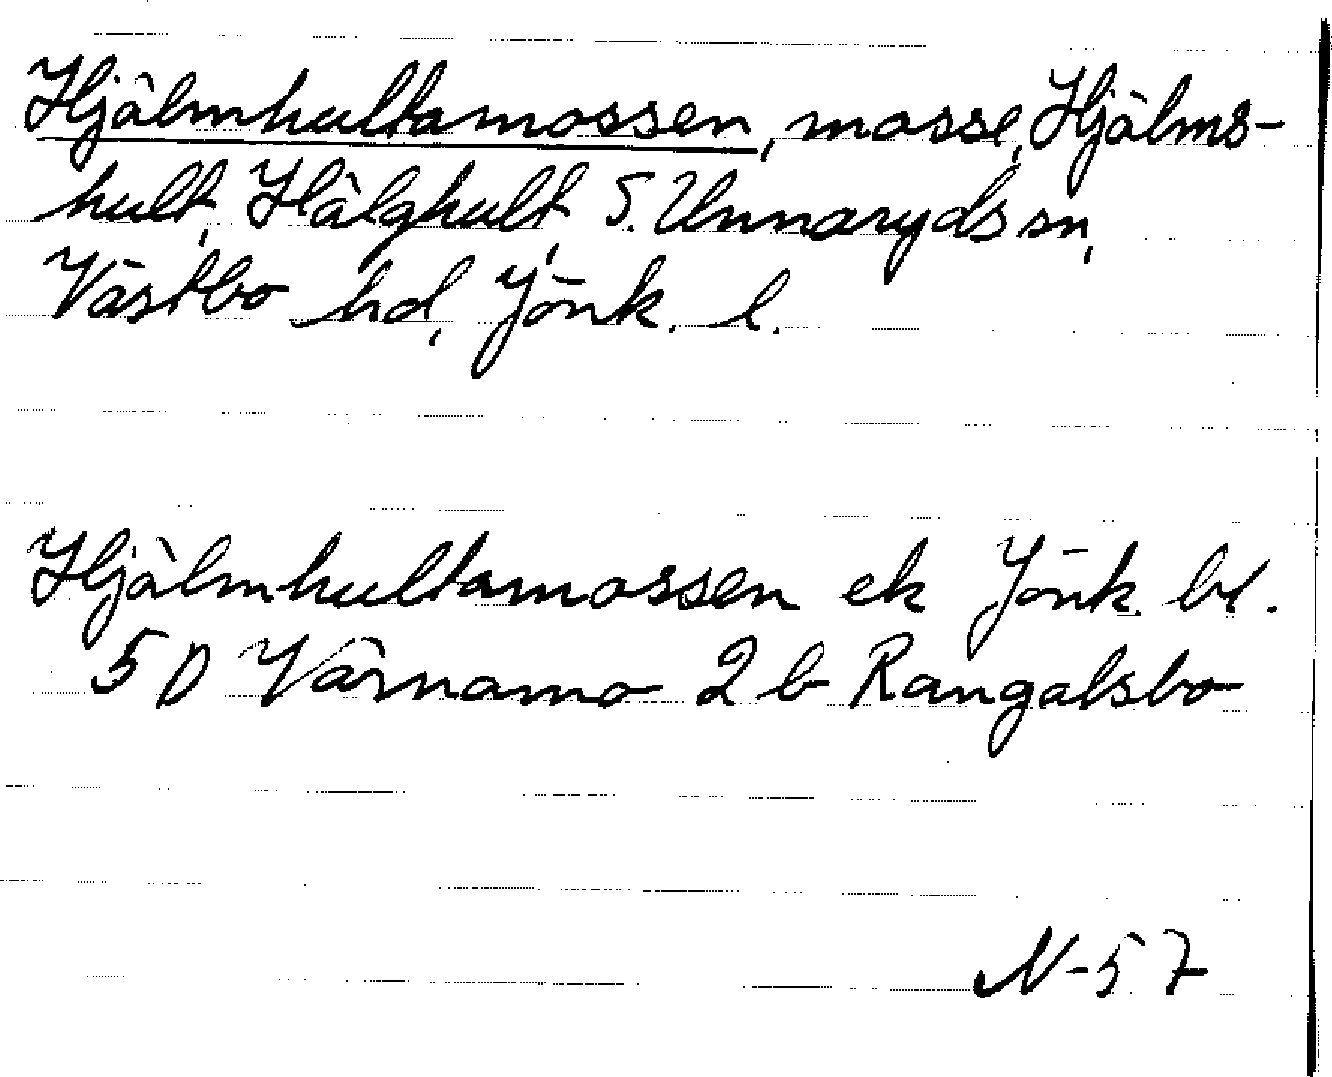 Hjälmhultamossen, mosse, Hjälms-
hult, Hälghult, S. Unnaryds sn,
Västbo hd, Jönk. l.
Hjälmhultamossen ek Jönk. bl.
5 D Värnamo 2 b Rangalsbo
N-57